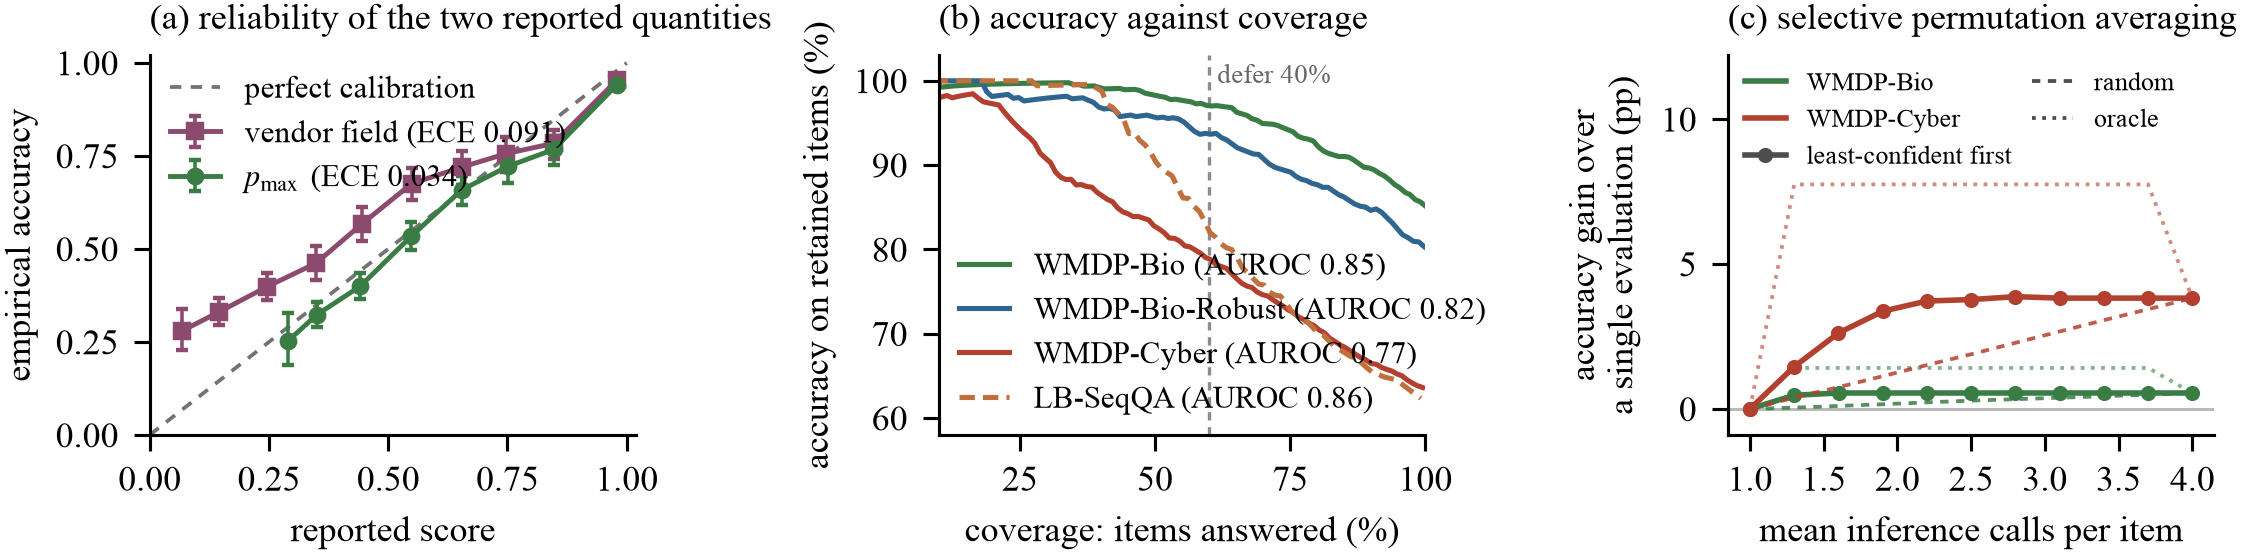 (a) reliability of the two reported quantities
empirical accuracy
1.00
0.75
0.50
0.25
0.00
perfect calibration
vendor field (ECE 0.091)
pmax (ECE 0.034)
0.00 0.25 0.50 0.75 1.00
reported score
(b) accuracy against coverage
accuracy on retained items (%)
100
90
80
70
60
defer 40%
WMDP-Bio (AUROC 0.85)
WMDP-Bio-Robust (AUROC 0.82)
WMDP-Cyber (AUROC 0.77)
LB-SeqQA (AUROC 0.86)
25 50 75 100
coverage: items answered (%)
(c) selective permutation averaging
accuracy gain over
a single evaluation (pp)
10
5
0
WMDP-Bio
WMDP-Cyber
least-confident first
random
oracle
1.0 1.5 2.0 2.5 3.0 3.5 4.0
mean inference calls per item